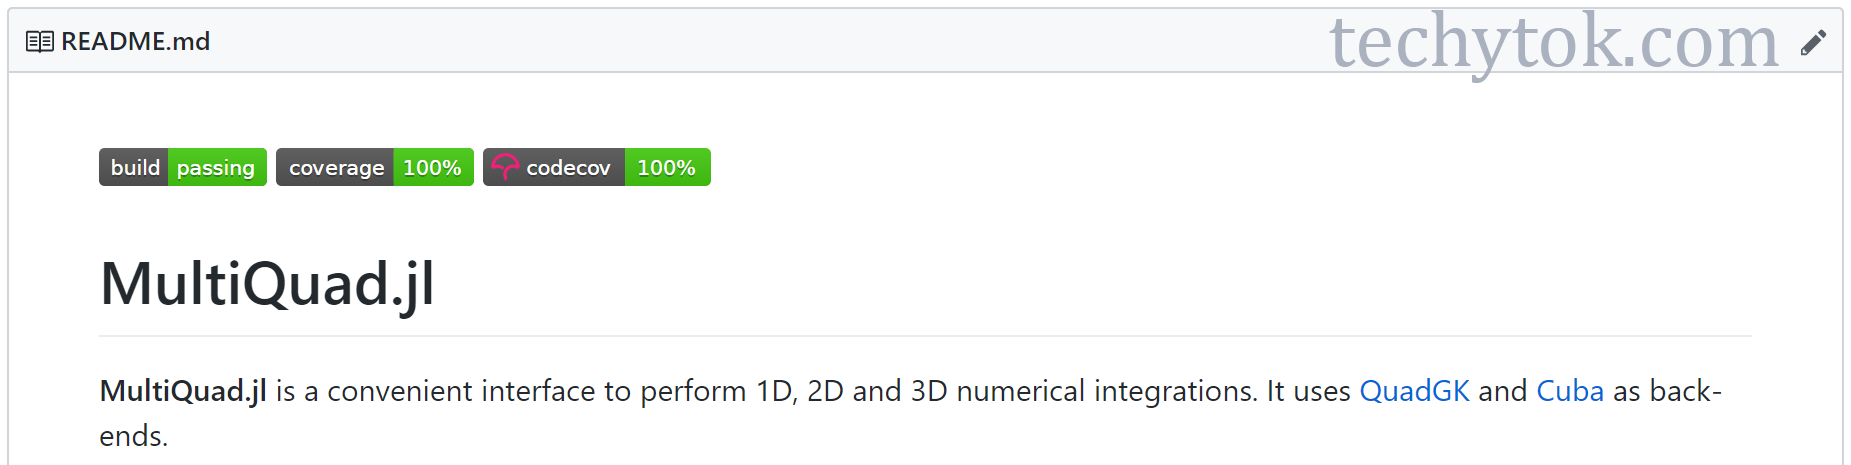 README.md
techytok.com
build passing coverage 100% codecov 100%
MultiQuad.jl
MultiQuad.jl is a convenient interface to perform 1D, 2D and 3D numerical integrations. It uses QuadGK and Cuba as back-
ends.